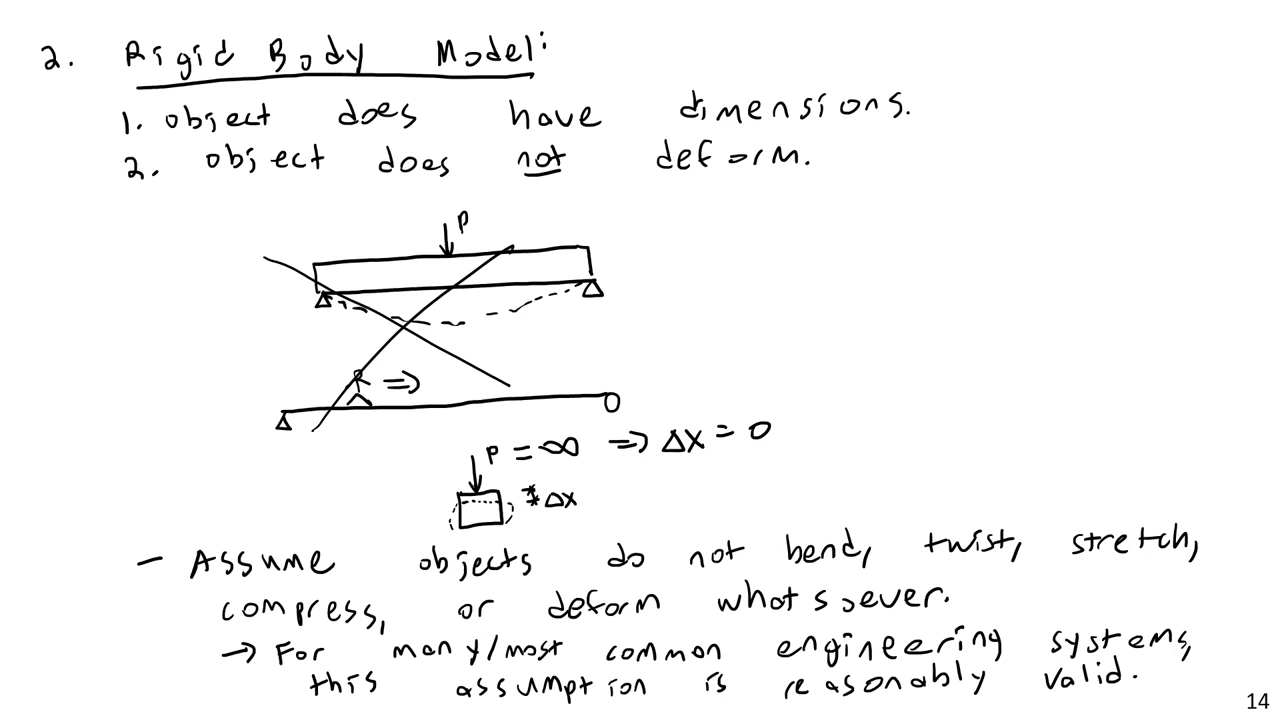 2. Rigid Body Model:
1. object does have dimensions.
2. object does not deform.
P
P = ∞ => ΔX = 0
ΔX
- Assume objects do not bend, twist, stretch,
compress, or deform whatsoever.
→ For many/most common engineering systems,
this assumption is reasonably valid.
14